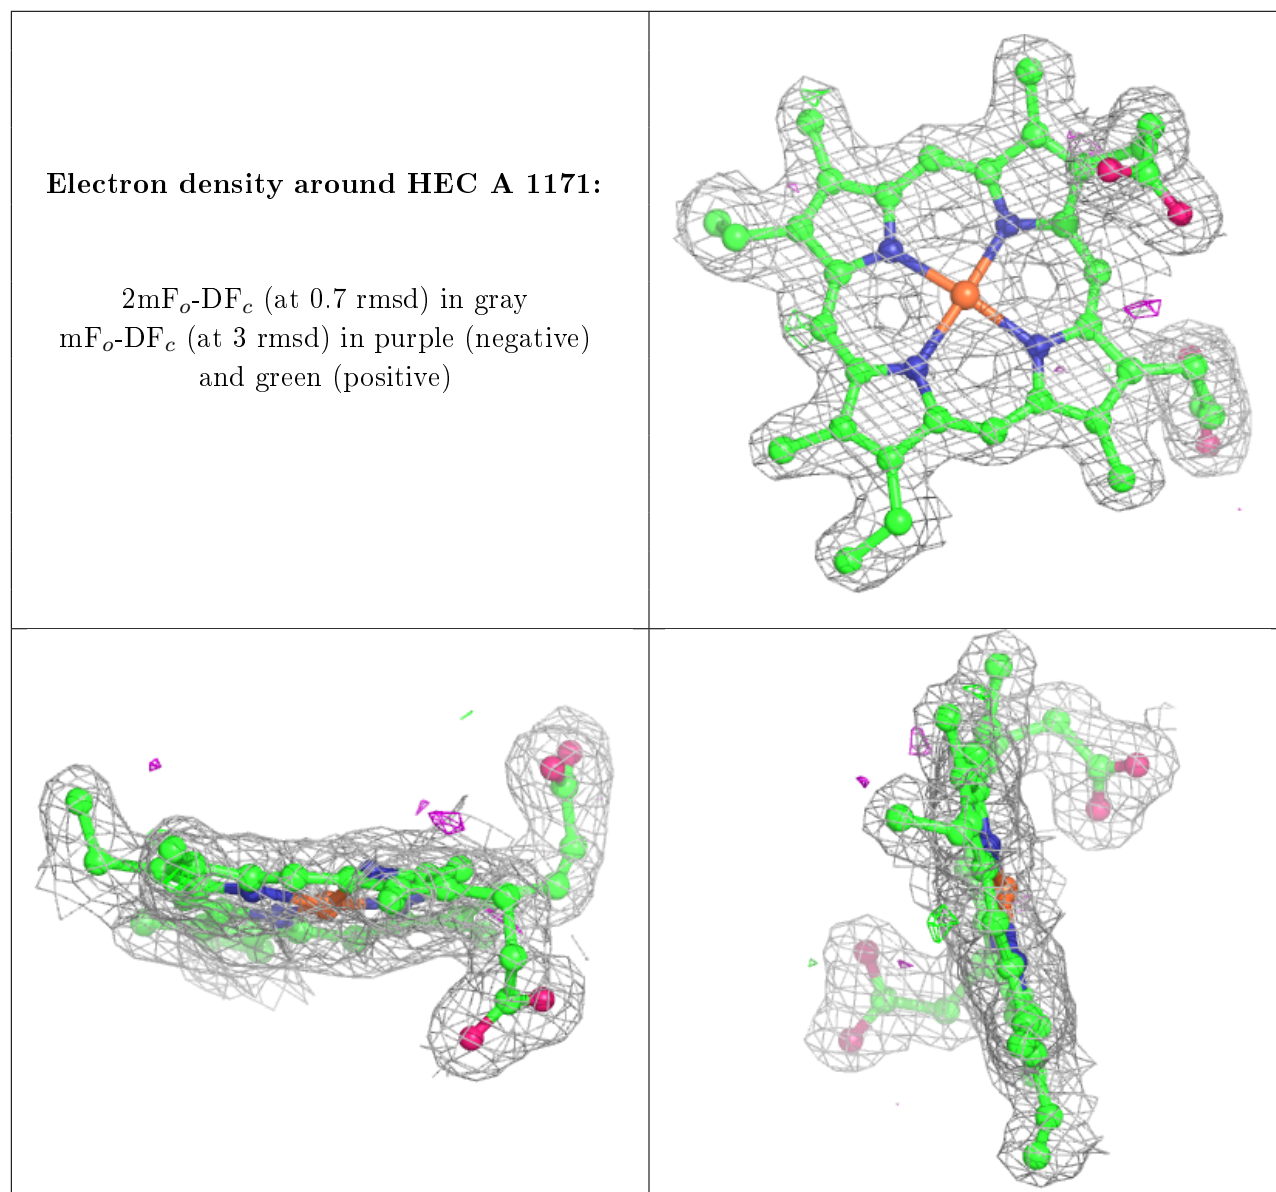 Electron density around HEC A 1171:
2mFo-DFc (at 0.7 rmsd) in gray
mFo-DFc (at 3 rmsd) in purple (negative)
and green (positive)